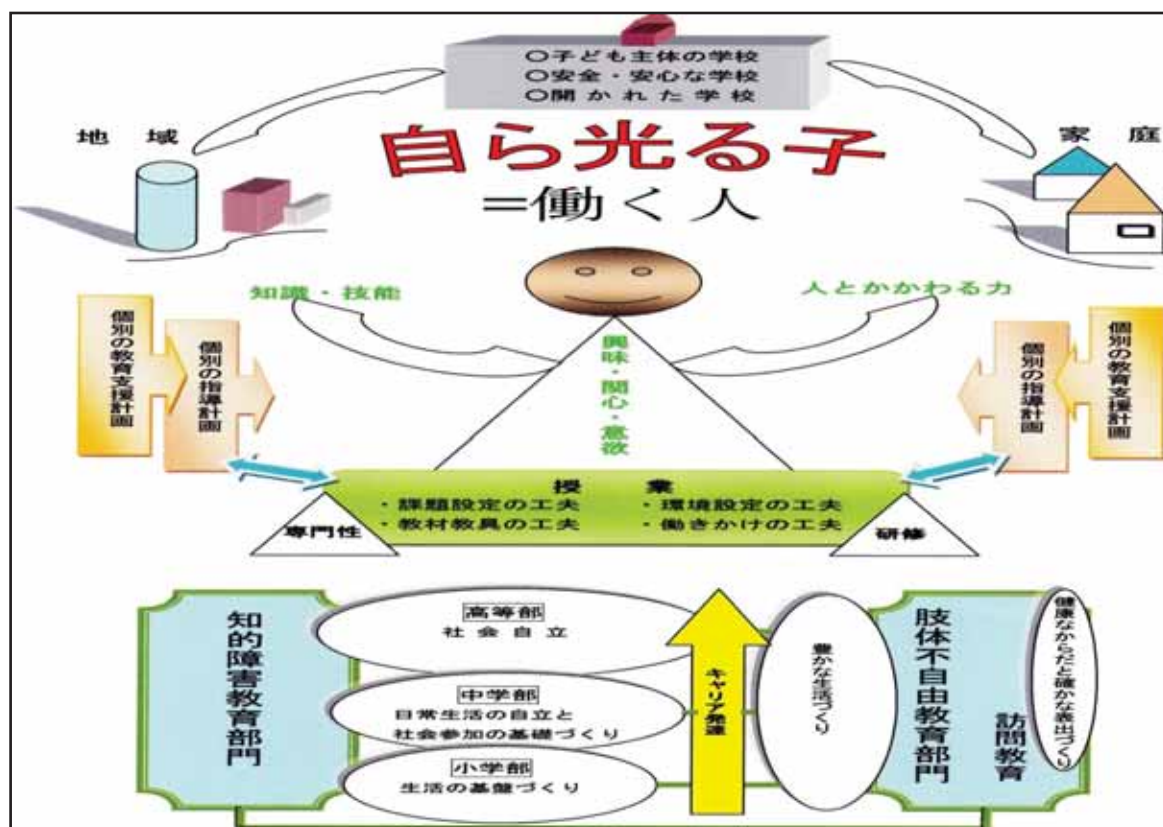 ○子ども主体の学校
○安全・安心な学校
○開かれた学校
地域
家庭
自ら光る子
=働く人
知識・技能
人とかかわる力
興味・関心・意欲
個別の教育支援計画
個別の指導計画
個別の指導計画
個別の教育支援計画
授業
・課題設定の工夫
・環境設定の工夫
・教材教具の工夫
・働きかけの工夫
専門性
研修
知的障害教育部門
高等部
社会自立
中学部
日常生活の自立と
社会参加の基礎づくり
小学部
生活の基盤づくり
キャリア発達
豊かな生活づくり
肢体不自由教育部門
訪問教育
健康なからだと確かな表出づくり